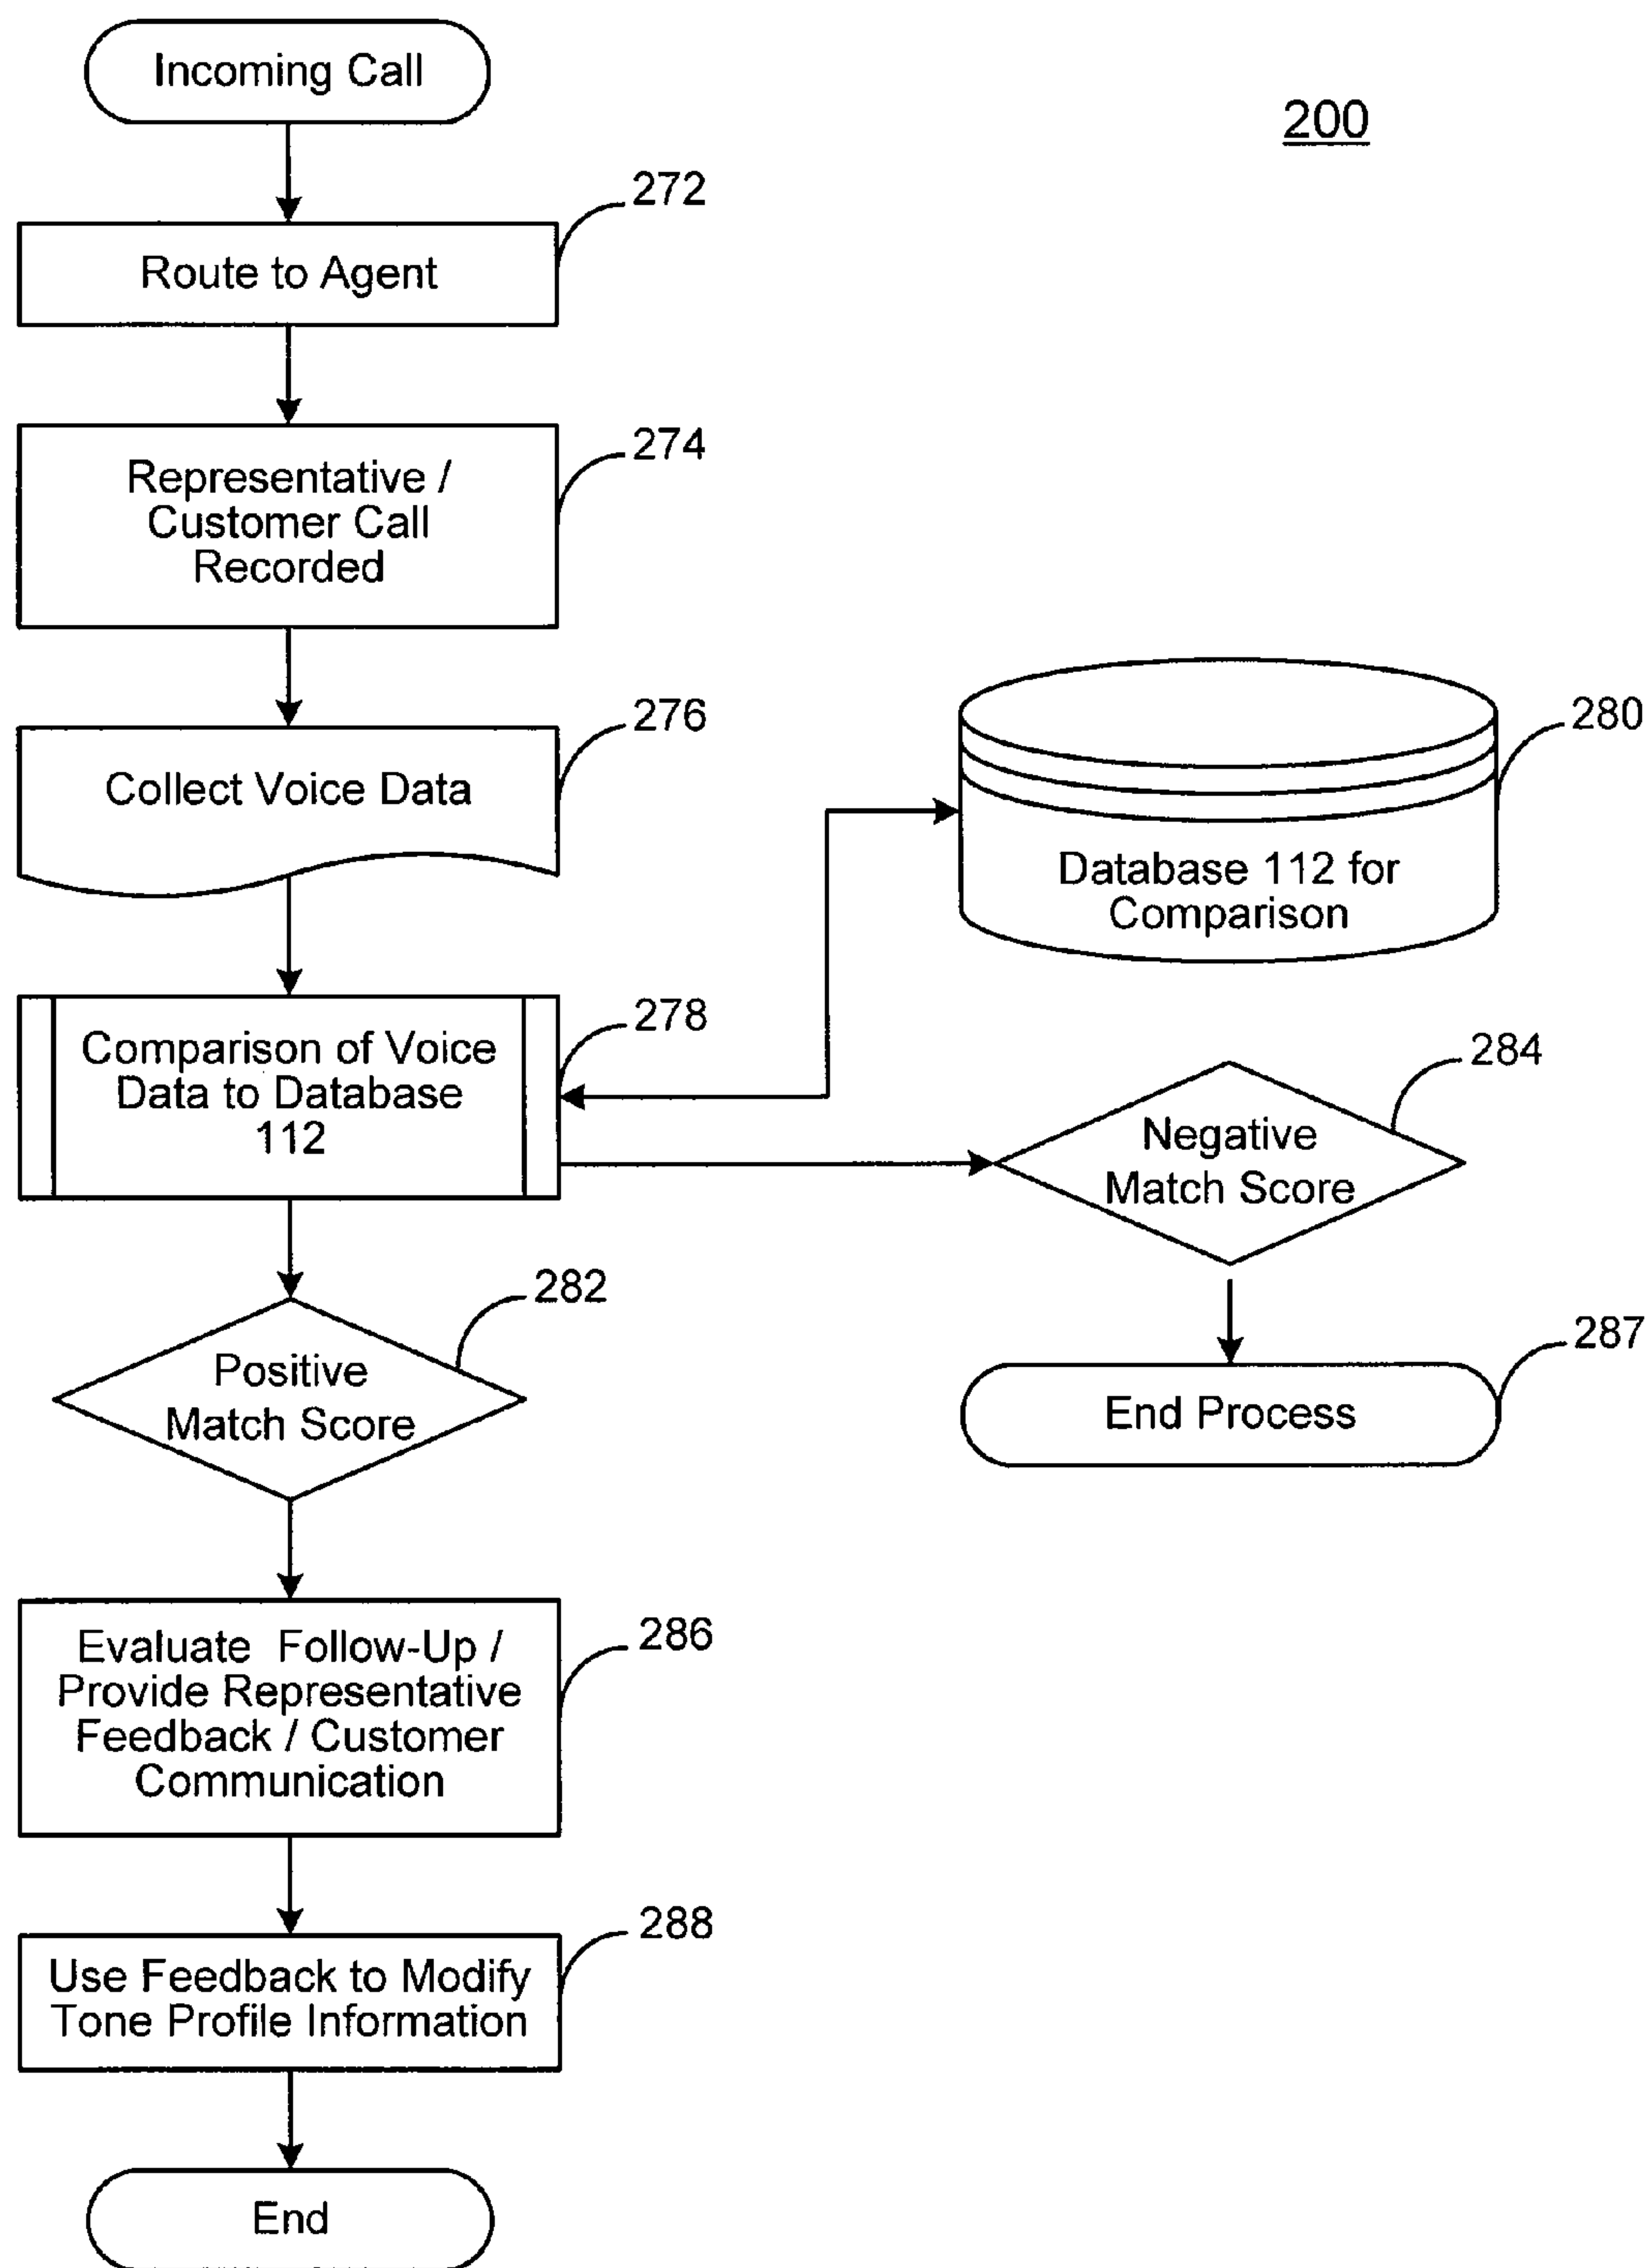 Incoming Call
200
272
Route to Agent
274
Representative /
Customer Call
Recorded
276
Collect Voice Data
280
Database 112 for
Comparison
278
Comparison of Voice
Data to Database
112
284
Negative
Match Score
282
Positive
Match Score
287
End Process
286
Evaluate Follow-Up /
Provide Representative
Feedback / Customer
Communication
288
Use Feedback to Modify
Tone Profile Information
End